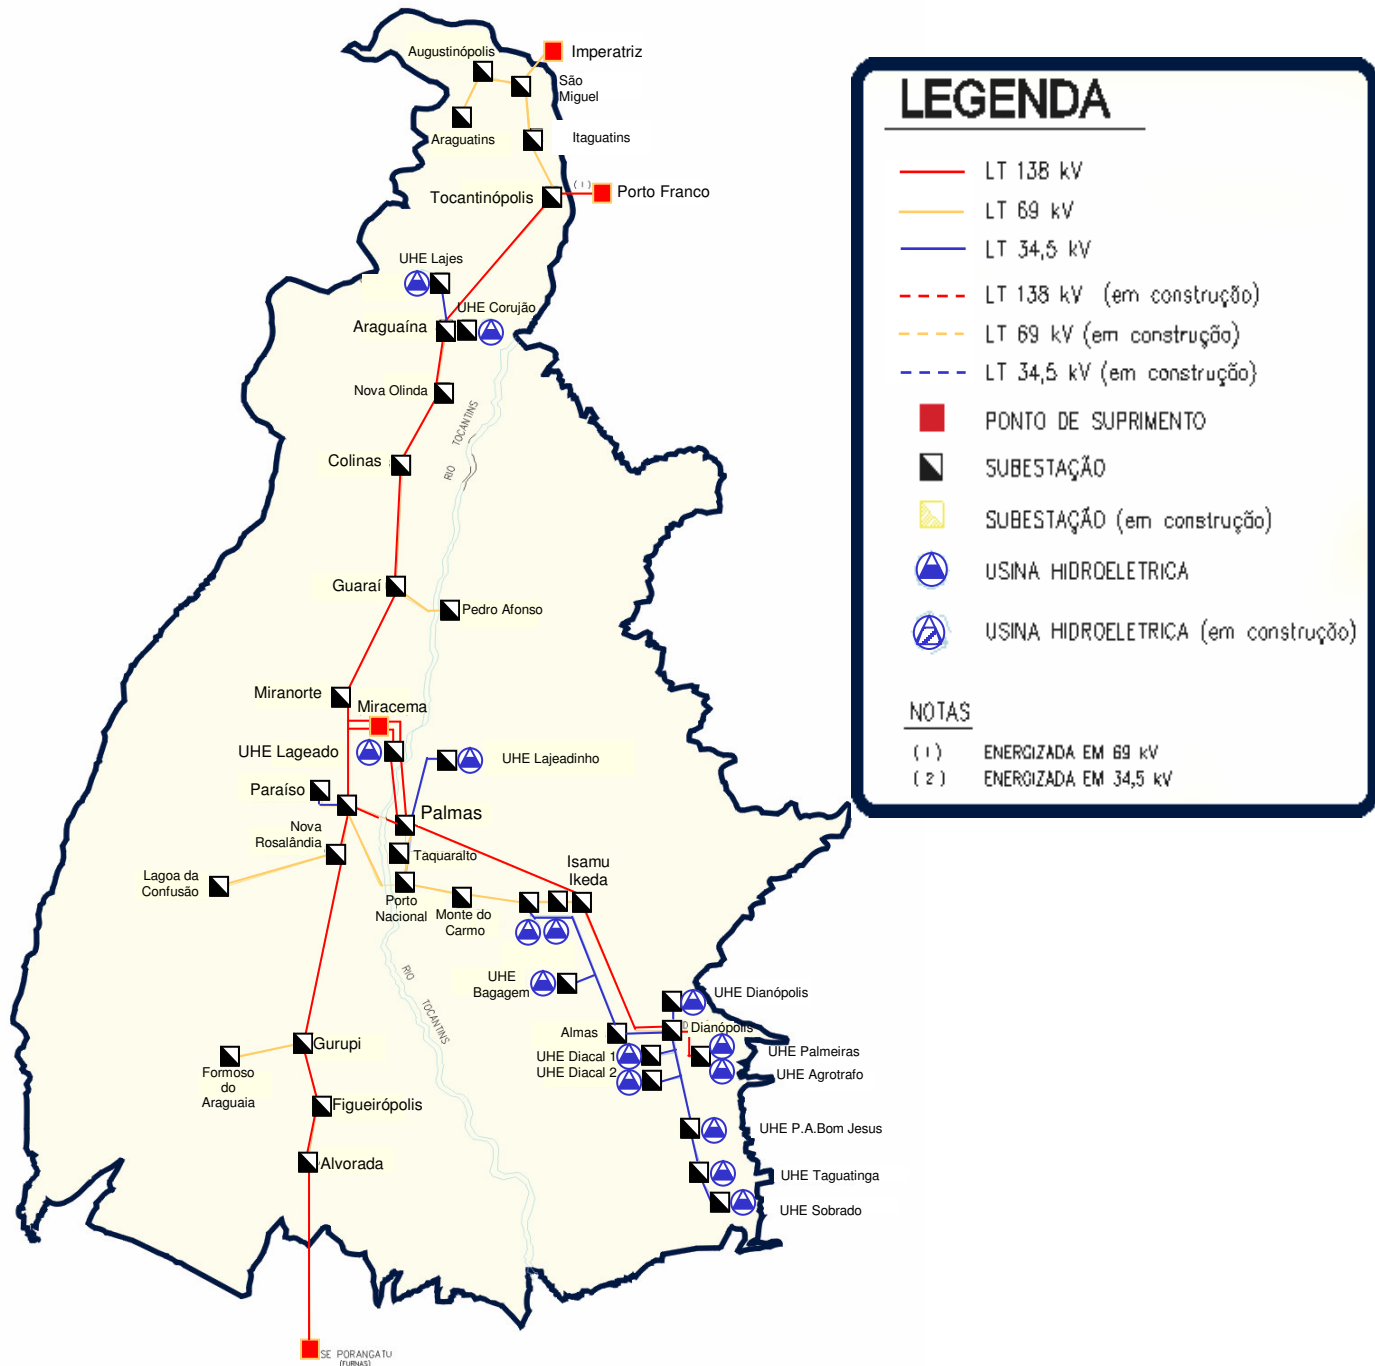 Augustinópolis
Imperatriz
São
Miguel
Araguatins
Itaguatins
Tocantinópolis
( 1 )
Porto Franco
UHE Lajes
UHE Corujão
Araguaína
Nova Olinda
RIO TOCANTINS
Colinas
Guaraí
Pedro Afonso
Miranorte
Miracema
UHE Lageado
UHE Lajeadinho
Paraíso
Palmas
Nova
Rosalândia
Taquaralto
Isamu
Ikeda
Lagoa da
Confusão
Porto
Nacional
Monte do
Carmo
RIO TOCANTINS
UHE
Bagagem
UHE Dianópolis
Almas
Dianópolis
UHE Diacal 1
UHE Diacal 2
UHE Palmeiras
UHE Agrotrafo
Gurupi
Formoso
do
Araguaia
Figueirópolis
UHE P.A.Bom Jesus
Alvorada
UHE Taguatinga
UHE Sobrado
SE PORANGATU
(FURNAS)
LEGENDA
LT 138 kV
LT 69 kV
LT 34,5 kV
LT 138 kV (em construção)
LT 69 kV (em construção)
LT 34,5 kV (em construção)
PONTO DE SUPRIMENTO
SUBESTAÇÃO
SUBESTAÇÃO (em construção)
USINA HIDROELETRICA
USINA HIDROELETRICA (em construção)
NOTAS
( 1 ) ENERGIZADA EM 69 kV
( 2 ) ENERGIZADA EM 34,5 kV